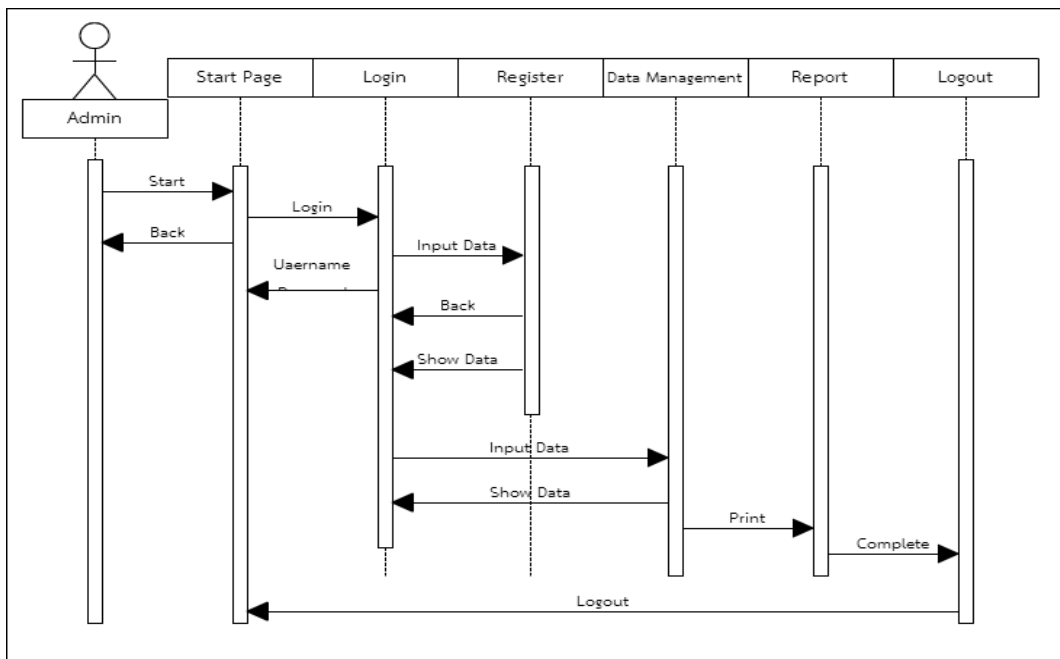 Start Page
Login
Register
Data Management
Report
Logout
Admin
Start
Login
Back
Input Data
Uaername
Back
Show Data
Input Data
Show Data
Print
Complete
Logout